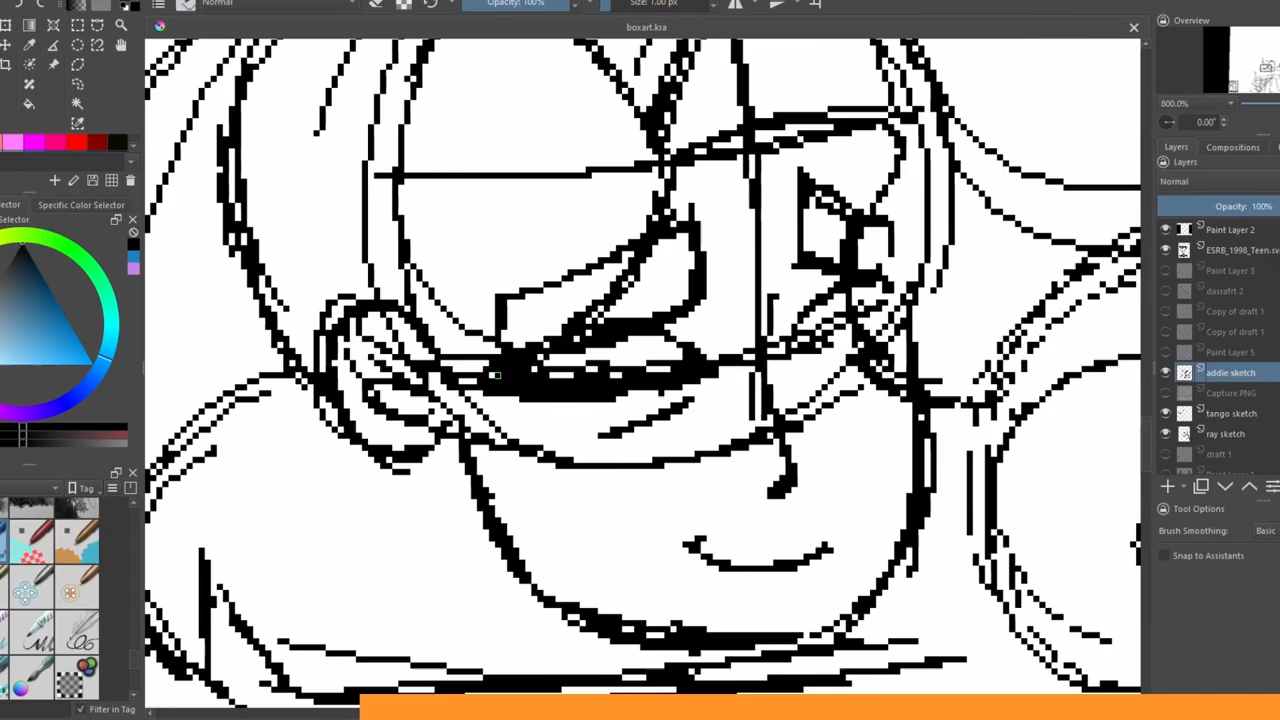 Normal
Opacity: 100%
Size: 1.00 px
boxart.kra
Overview
800.0%
0.00°
Layers
Compositions
Layers
Normal
Opacity: 100%
Paint Layer 2
ESRB_1998_Teen.sv
Paint Layer 3
dasrafrt 2
Copy of draft 1
Copy of draft 1
Paint Layer 5
addie sketch
Capture.PNG
tango sketch
ray sketch
draft 1
Tool Options
Brush Smoothing:
Basic
Snap to Assistants
Specific Color Selector
Selector
Tag
Filter in Tag